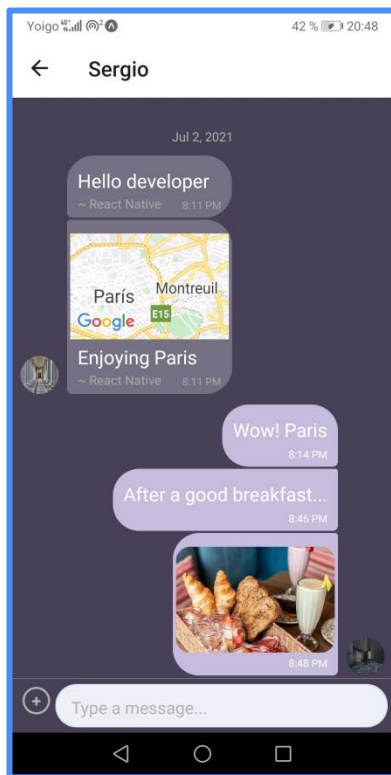 Yoigo 4G+ 2 42 % 20:48
Sergio
Jul 2, 2021
Hello developer
~ React Native 8:11 PM
París
Montreuil
E15
Google
Enjoying Paris
~ React Native 8:11 PM
Wow! Paris
8:14 PM
After a good breakfast...
8:46 PM
8:48 PM
Type a message...